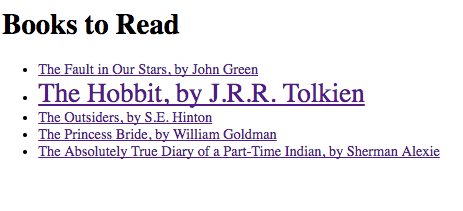 Books to Read
The Fault in Our Stars, by John Green
The Hobbit, by J.R.R. Tolkien
The Outsiders, by S.E. Hinton
The Princess Bride, by William Goldman
The Absolutely True Diary of a Part-Time Indian, by Sherman Alexie